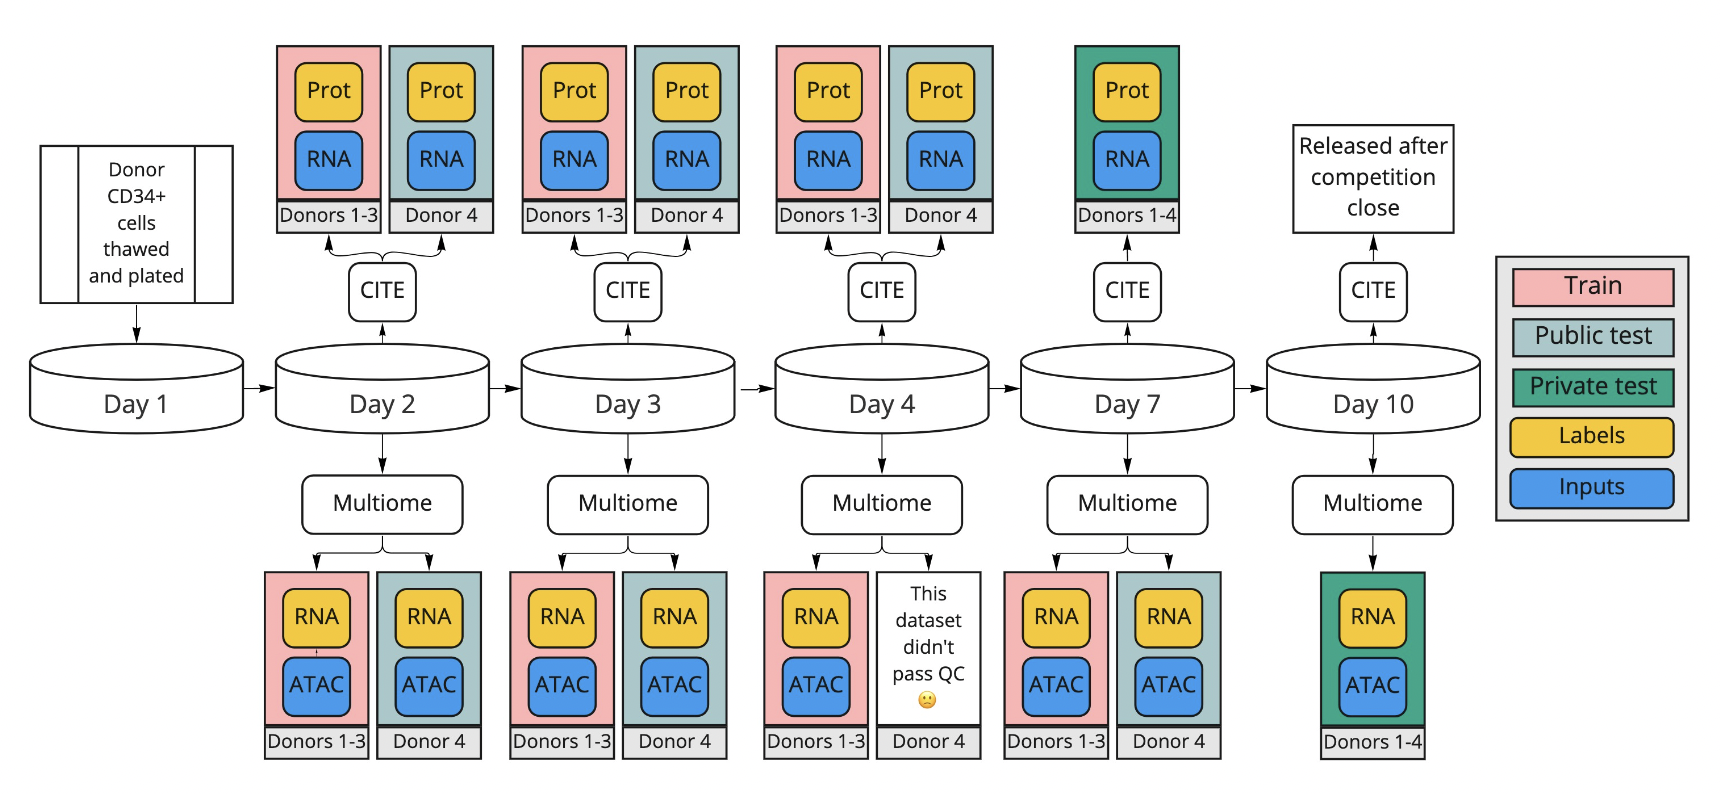 Prot
Prot
Prot
Prot
Prot
Prot
Prot
RNA
RNA
RNA
RNA
RNA
RNA
RNA
Donors 1-3
Donor 4
Donors 1-3
Donor 4
Donors 1-3
Donor 4
Donors 1-4
Released after
competition
close
Donor
CD34+
cells
thawed
and plated
CITE
CITE
CITE
CITE
CITE
Day 1
Day 2
Day 3
Day 4
Day 7
Day 10
Train
Public test
Private test
Labels
Inputs
Multiome
Multiome
Multiome
Multiome
Multiome
RNA
RNA
RNA
RNA
RNA
This
dataset
didn't
pass QC
RNA
RNA
RNA
ATAC
ATAC
ATAC
ATAC
ATAC
ATAC
ATAC
ATAC
Donors 1-3
Donor 4
Donors 1-3
Donor 4
Donors 1-3
Donor 4
Donors 1-3
Donor 4
Donors 1-4